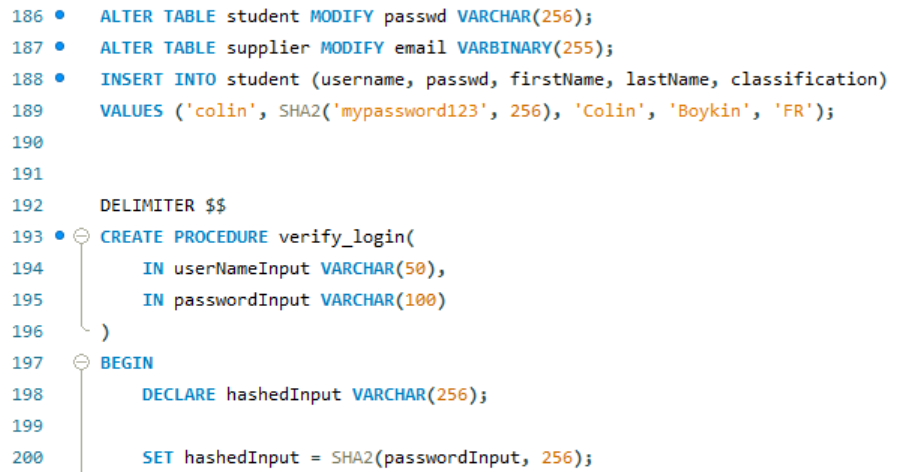 186 ALTER TABLE student MODIFY passwd VARCHAR(256);
187 ALTER TABLE supplier MODIFY email VARBINARY(255);
188 INSERT INTO student (username, passwd, firstName, lastName, classification)
189 VALUES ('colin', SHA2('mypassword123', 256), 'Colin', 'Boykin', 'FR');
190
191
192 DELIMITER $$
193 CREATE PROCEDURE verify_login(
194 IN userNameInput VARCHAR(50),
195 IN passwordInput VARCHAR(100)
196 )
197 BEGIN
198 DECLARE hashedInput VARCHAR(256);
199
200 SET hashedInput = SHA2(passwordInput, 256);